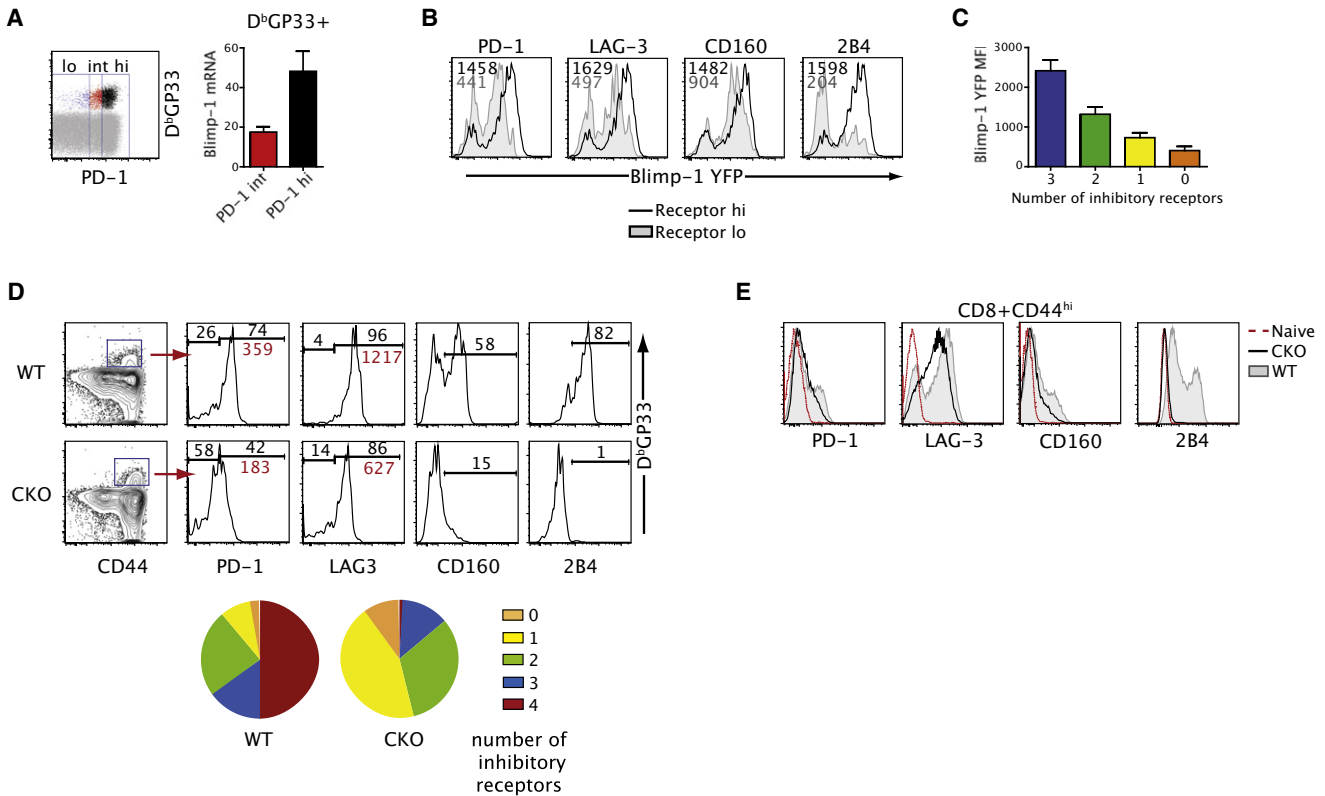 A
DᵇGP33+
lo int hi
DᵇGP33
PD-1
Blimp-1 mRNA
60
40
20
0
PD-1 int
PD-1 hi
B
PD-1
LAG-3
CD160
2B4
1458
441
1629
497
1482
904
1598
204
Blimp-1 YFP
Receptor hi
Receptor lo
C
Blimp-1 YFP MFI
3000
2000
1000
0
3
2
1
0
Number of inhibitory receptors
D
WT
26
74
359
4
96
1217
58
82
CKO
58
42
183
14
86
627
15
1
DᵇGP33
CD44
PD-1
LAG3
CD160
2B4
WT
CKO
0
1
2
3
4
number of
inhibitory
receptors
E
CD8+CD44ʰⁱ
Naive
CKO
WT
PD-1
LAG-3
CD160
2B4